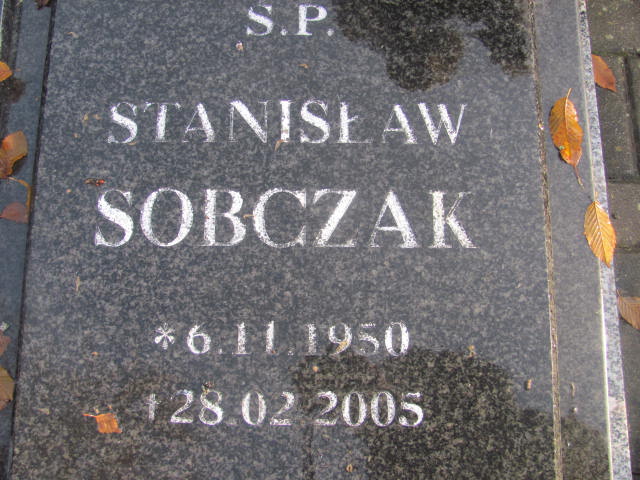 Ś.P.
STANISŁAW
SOBCZAK
*6.11.1950
†28.02.2005